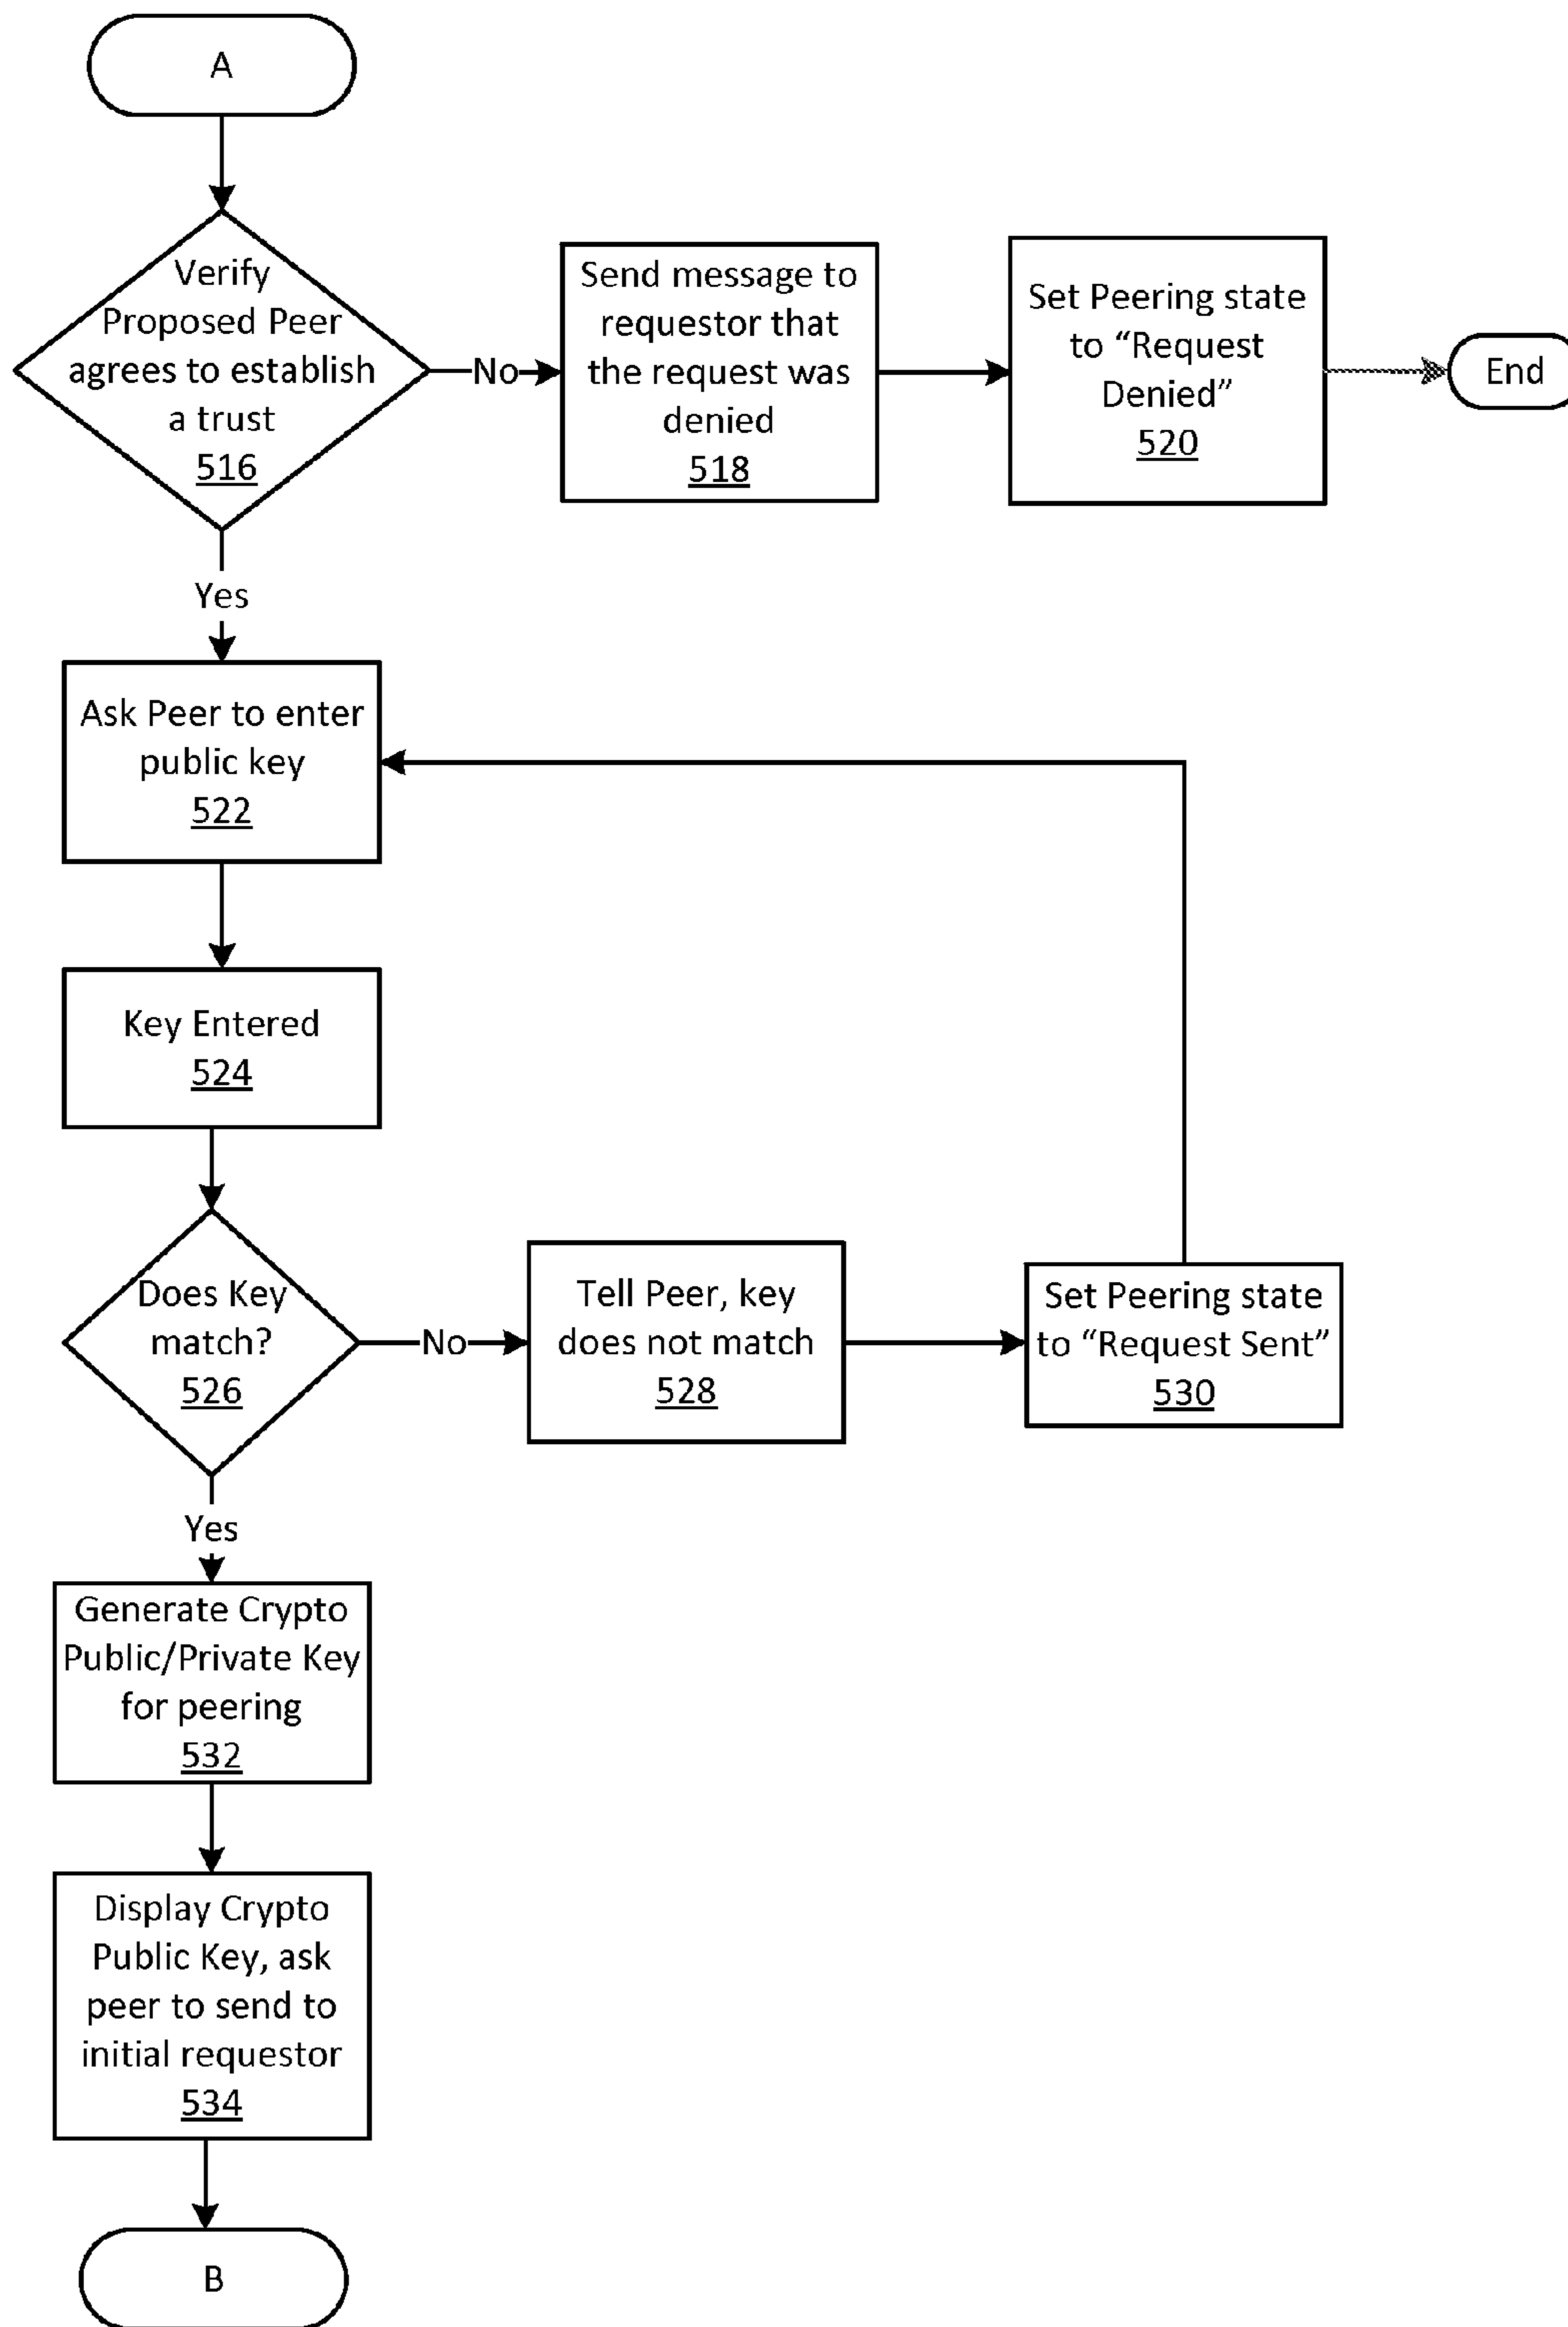 A
Verify
Proposed Peer
agrees to establish
a trust
516
No
Send message to
requestor that
the request was
denied
518
Set Peering state
to “Request
Denied”
520
End
Yes
Ask Peer to enter
public key
522
Key Entered
524
Does Key
match?
526
No
Tell Peer, key
does not match
528
Set Peering state
to “Request Sent”
530
Yes
Generate Crypto
Public/Private Key
for peering
532
Display Crypto
Public Key, ask
peer to send to
initial requestor
534
B